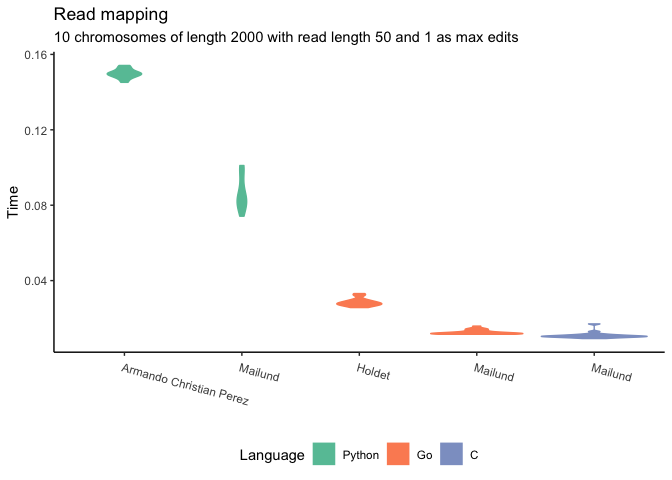 Read mapping
10 chromosomes of length 2000 with read length 50 and 1 as max edits
0.16
0.12
0.08
0.04
Time
Armando Christian Perez
Mailund
Holdet
Mailund
Mailund
Language Python Go C